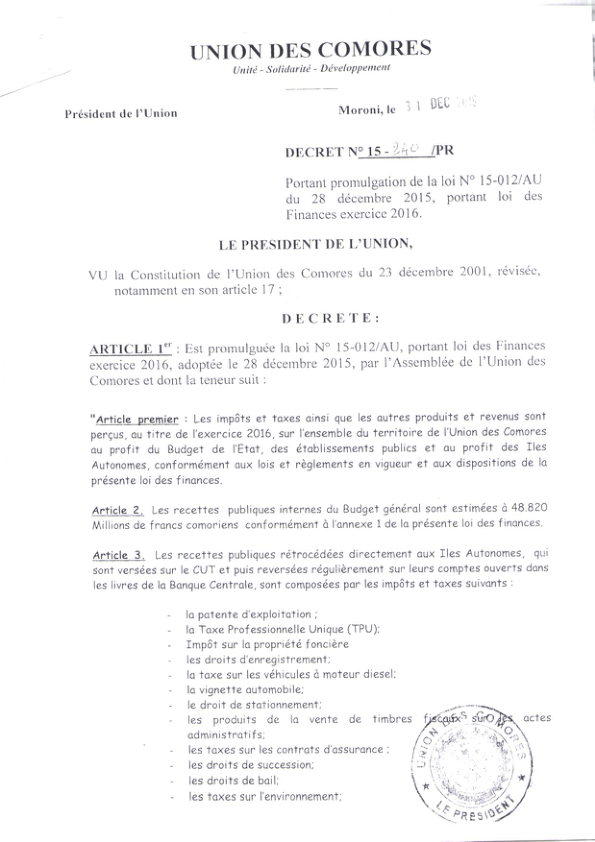 UNION DES COMORES
Unité - Solidarité - Développement
Président de l'Union
Moroni, le 31 DEC 2015
DECRET N° 15 - 240 /PR
Portant promulgation de la loi N° 15-012/AU
du 28 décembre 2015, portant loi des
Finances exercice 2016.
LE PRESIDENT DE L'UNION,
VU la Constitution de l'Union des Comores du 23 décembre 2001, révisée,
notamment en son article 17 ;
D E C R E T E :
ARTICLE 1er : Est promulguée la loi N° 15-012/AU, portant loi des Finances
exercice 2016, adoptée le 28 décembre 2015, par l'Assemblée de l'Union des
Comores et dont la teneur suit :
"Article premier : Les impôts et taxes ainsi que les autres produits et revenus sont
perçus, au titre de l'exercice 2016, sur l'ensemble du territoire de l'Union des Comores
au profit du Budget de l'Etat, des établissements publics et au profit des Iles
Autonomes, conformément aux lois et règlements en vigueur et aux dispositions de la
présente loi des finances.
Article 2. Les recettes publiques internes du Budget général sont estimées à 48.820
Millions de francs comoriens conformément à l'annexe 1 de la présente loi des finances.
Article 3. Les recettes publiques rétrocédées directement aux Iles Autonomes, qui
sont versées sur le CUT et puis reversées régulièrement sur leurs comptes ouverts dans
les livres de la Banque Centrale, sont composées par les impôts et taxes suivants :
- la patente d'exploitation ;
- la Taxe Professionnelle Unique (TPU);
- Impôt sur la propriété foncière
- les droits d'enregistrement;
- la taxe sur les véhicules à moteur diesel;
- la vignette automobile;
- le droit de stationnement;
- les produits de la vente de timbres fiscaux sur les actes
administratifs;
- les taxes sur les contrats d'assurance ;
- les droits de succession;
- les droits de bail;
- les taxes sur l'environnement;
UNION DES COMORES
LE PRESIDENT